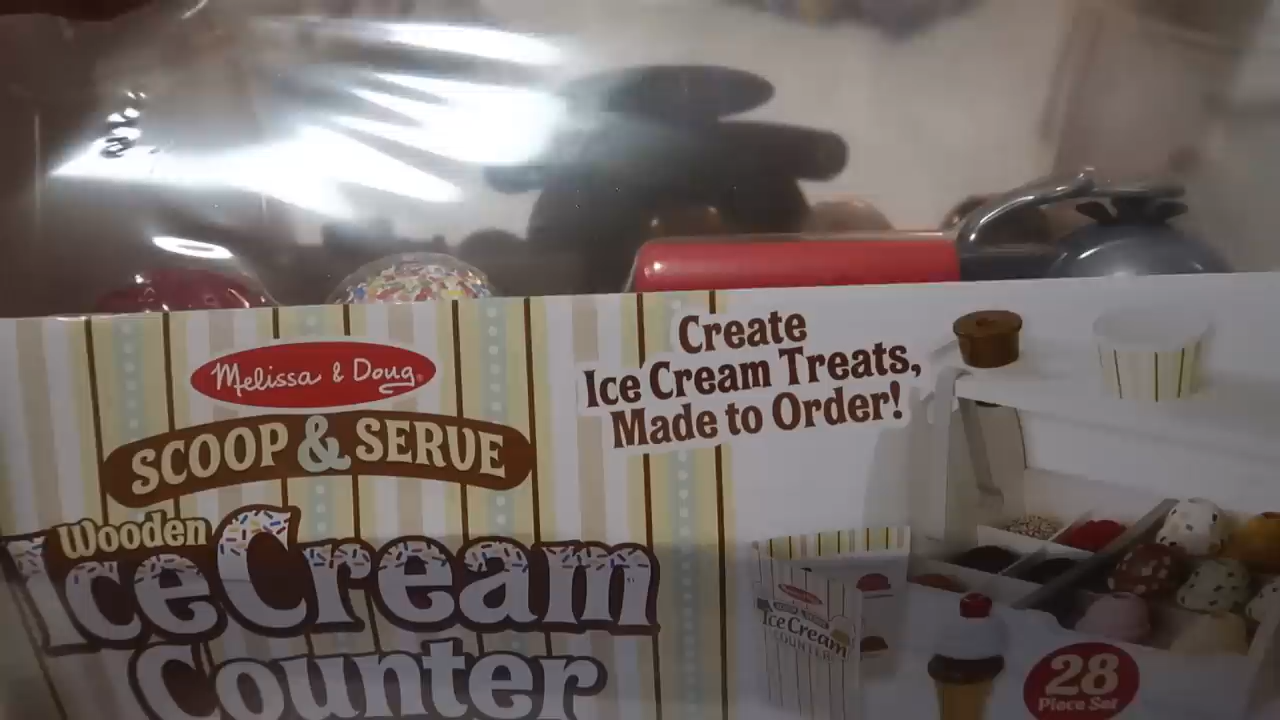 Melissa & Doug®
SCOOP & SERVE
Wooden
Ice Cream
Counter
Create
Ice Cream Treats,
Made to Order!
Ice Cream
COUNTER
28
Piece Set